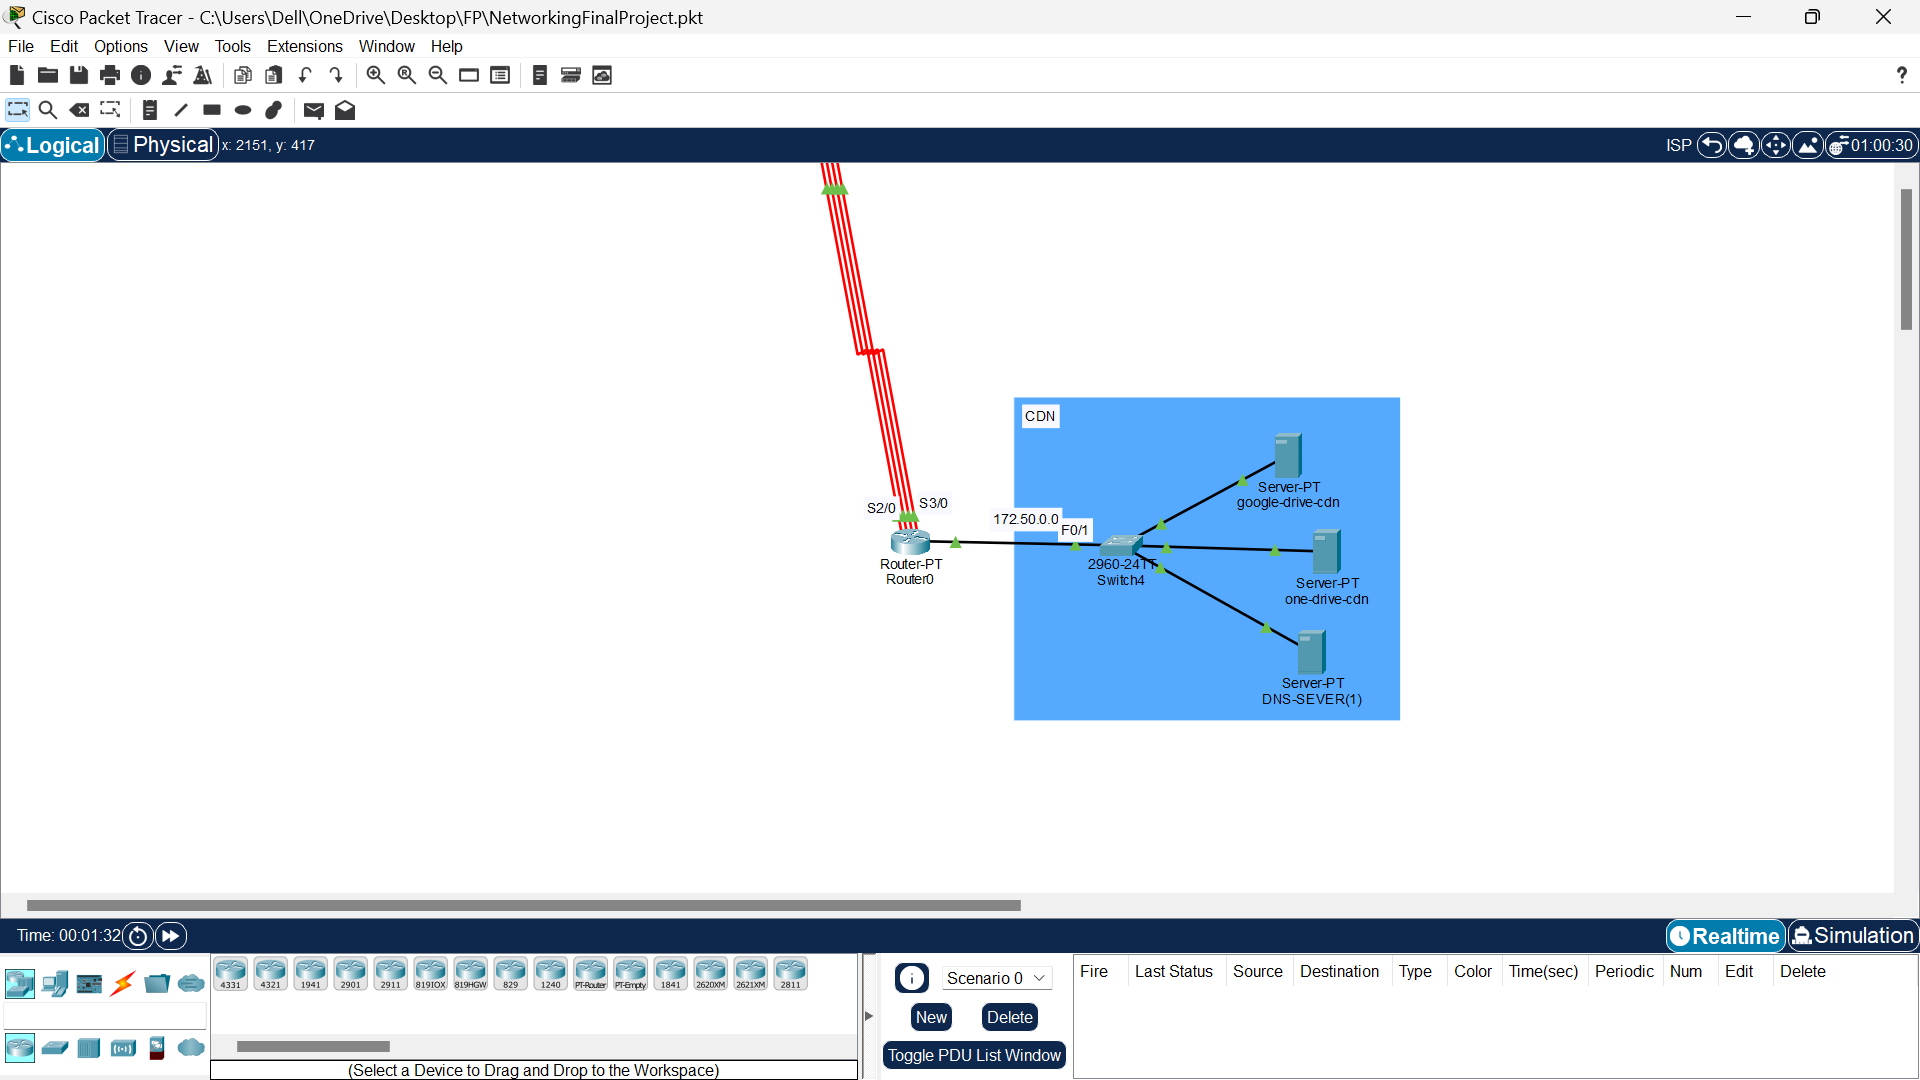 Cisco Packet Tracer - C:\Users\Dell\OneDrive\Desktop\FP\NetworkingFinalProject.pkt
File Edit Options View Tools Extensions Window Help
?
Logical Physical x: 2151, y: 417 ISP 01:00:30
CDN
Server-PT
google-drive-cdn
S2/0 S3/0
172.50.0.0
F0/1
Router-PT
Router0
2960-24TT
Switch4
Server-PT
one-drive-cdn
Server-PT
DNS-SEVER(1)
Time: 00:01:32 Realtime Simulation
4331 4321 1941 2901 2911 819IOX 819HGW 829 1240 PT-Router PT-Empty 1841 2620XM 2621XM 2811
(Select a Device to Drag and Drop to the Workspace)
Scenario 0
New Delete
Toggle PDU List Window
Fire Last Status Source Destination Type Color Time(sec) Periodic Num Edit Delete